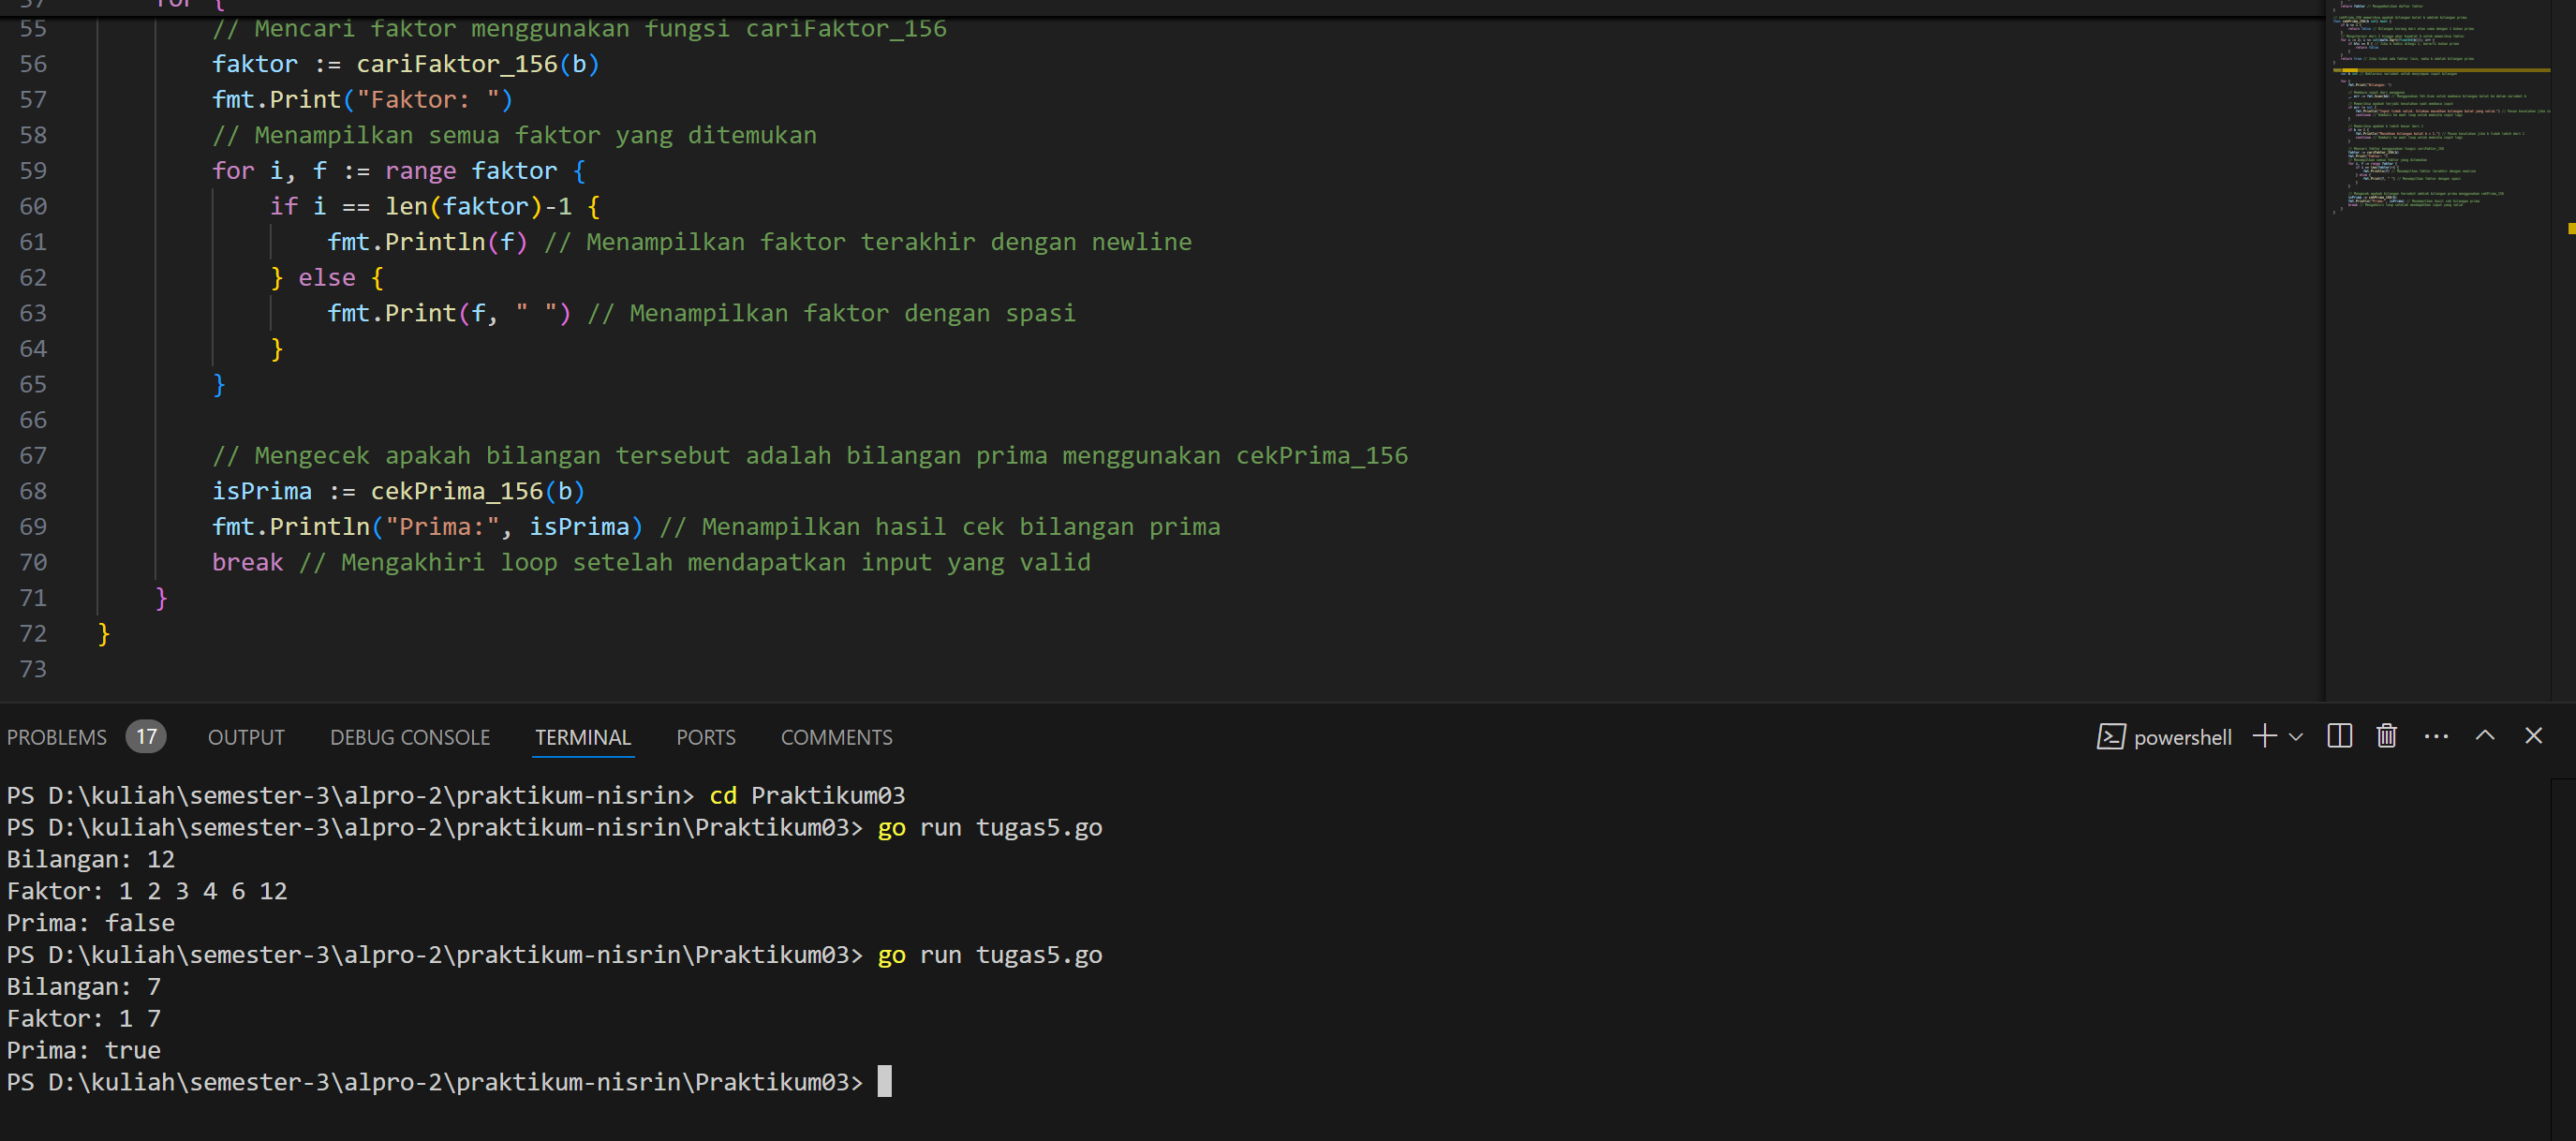 37 for {
55 // Mencari faktor menggunakan fungsi cariFaktor_156
56 faktor := cariFaktor_156(b)
57 fmt.Print("Faktor: ")
58 // Menampilkan semua faktor yang ditemukan
59 for i, f := range faktor {
60 if i == len(faktor)-1 {
61 fmt.Println(f) // Menampilkan faktor terakhir dengan newline
62 } else {
63 fmt.Print(f, " ") // Menampilkan faktor dengan spasi
64 }
65 }
66
67 // Mengecek apakah bilangan tersebut adalah bilangan prima menggunakan cekPrima_156
68 isPrima := cekPrima_156(b)
69 fmt.Println("Prima:", isPrima) // Menampilkan hasil cek bilangan prima
70 break // Mengakhiri loop setelah mendapatkan input yang valid
71 }
72 }
73
PROBLEMS 17 OUTPUT DEBUG CONSOLE TERMINAL PORTS COMMENTS powershell
PS D:\kuliah\semester-3\alpro-2\praktikum-nisrin> cd Praktikum03
PS D:\kuliah\semester-3\alpro-2\praktikum-nisrin\Praktikum03> go run tugas5.go
Bilangan: 12
Faktor: 1 2 3 4 6 12
Prima: false
PS D:\kuliah\semester-3\alpro-2\praktikum-nisrin\Praktikum03> go run tugas5.go
Bilangan: 7
Faktor: 1 7
Prima: true
PS D:\kuliah\semester-3\alpro-2\praktikum-nisrin\Praktikum03>